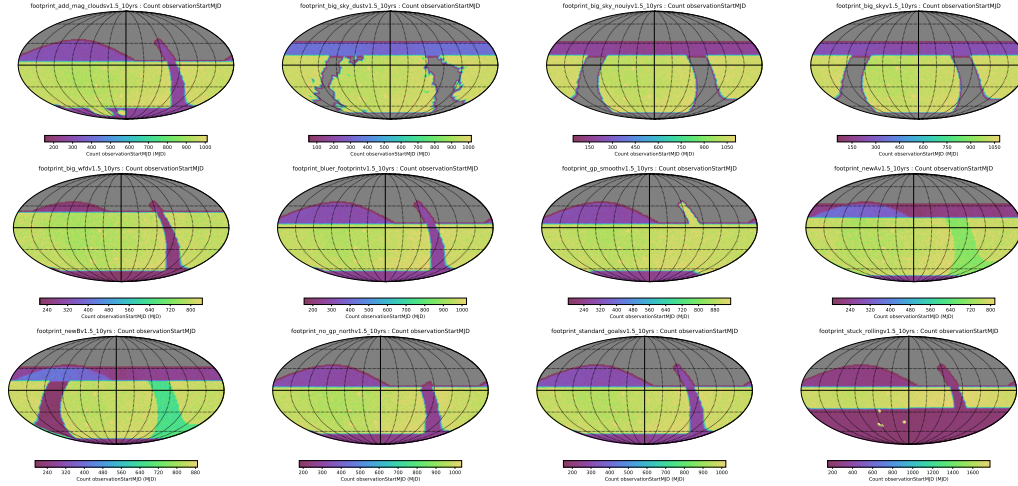 footprint_add_mag_cloudsv1.5_10yrs : Count observationStartMJD
200 300 400 500 600 700 800 900 1000
Count observationStartMJD (MJD)
footprint_big_sky_dustv1.5_10yrs : Count observationStartMJD
100 200 300 400 500 600 700 800 900 1000
Count observationStartMJD (MJD)
footprint_big_sky_nouiyv1.5_10yrs : Count observationStartMJD
150 300 450 600 750 900 1050
Count observationStartMJD (MJD)
footprint_big_skyv1.5_10yrs : Count observationStartMJD
150 300 450 600 750 900 1050
Count observationStartMJD (MJD)
footprint_big_wfdv1.5_10yrs : Count observationStartMJD
240 320 400 480 560 640 720 800 880
Count observationStartMJD (MJD)
footprint_bluer_footprintv1.5_10yrs : Count observationStartMJD
200 300 400 500 600 700 800 900 1000
Count observationStartMJD (MJD)
footprint_gp_smoothv1.5_10yrs : Count observationStartMJD
240 320 400 480 560 640 720 800 880
Count observationStartMJD (MJD)
footprint_newAv1.5_10yrs : Count observationStartMJD
240 320 400 480 560 640 720 800 880
Count observationStartMJD (MJD)
footprint_newBv1.5_10yrs : Count observationStartMJD
240 320 400 480 560 640 720 800 880
Count observationStartMJD (MJD)
footprint_no_gp_northv1.5_10yrs : Count observationStartMJD
200 300 400 500 600 700 800 900 1000
Count observationStartMJD (MJD)
footprint_standard_goalsv1.5_10yrs : Count observationStartMJD
200 300 400 500 600 700 800 900 1000
Count observationStartMJD (MJD)
footprint_stuck_rollingv1.5_10yrs : Count observationStartMJD
200 400 600 800 1000 1200 1400 1600
Count observationStartMJD (MJD)